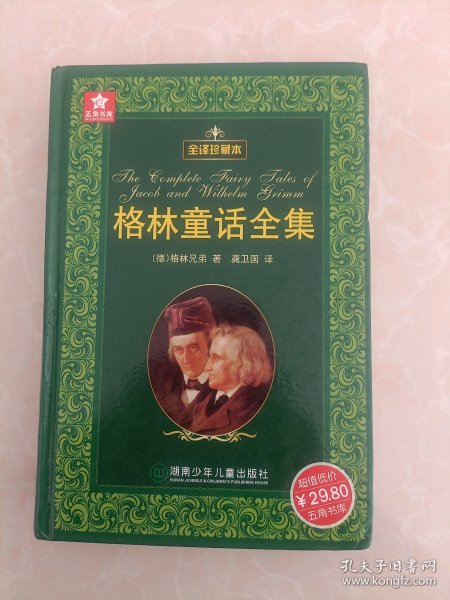 五角书库
全译珍藏本
The Complete Fairy Tales of
Jacob and Wilhelm Grimm
格林童话全集
〔德〕格林兄弟 著 龚卫国 译
湖南少年儿童出版社
HUNAN JUVENILE & CHILDREN'S PUBLISHING HOUSE
超值低价
¥29.80
五角书库
孔夫子旧书网
www.kongfz.com